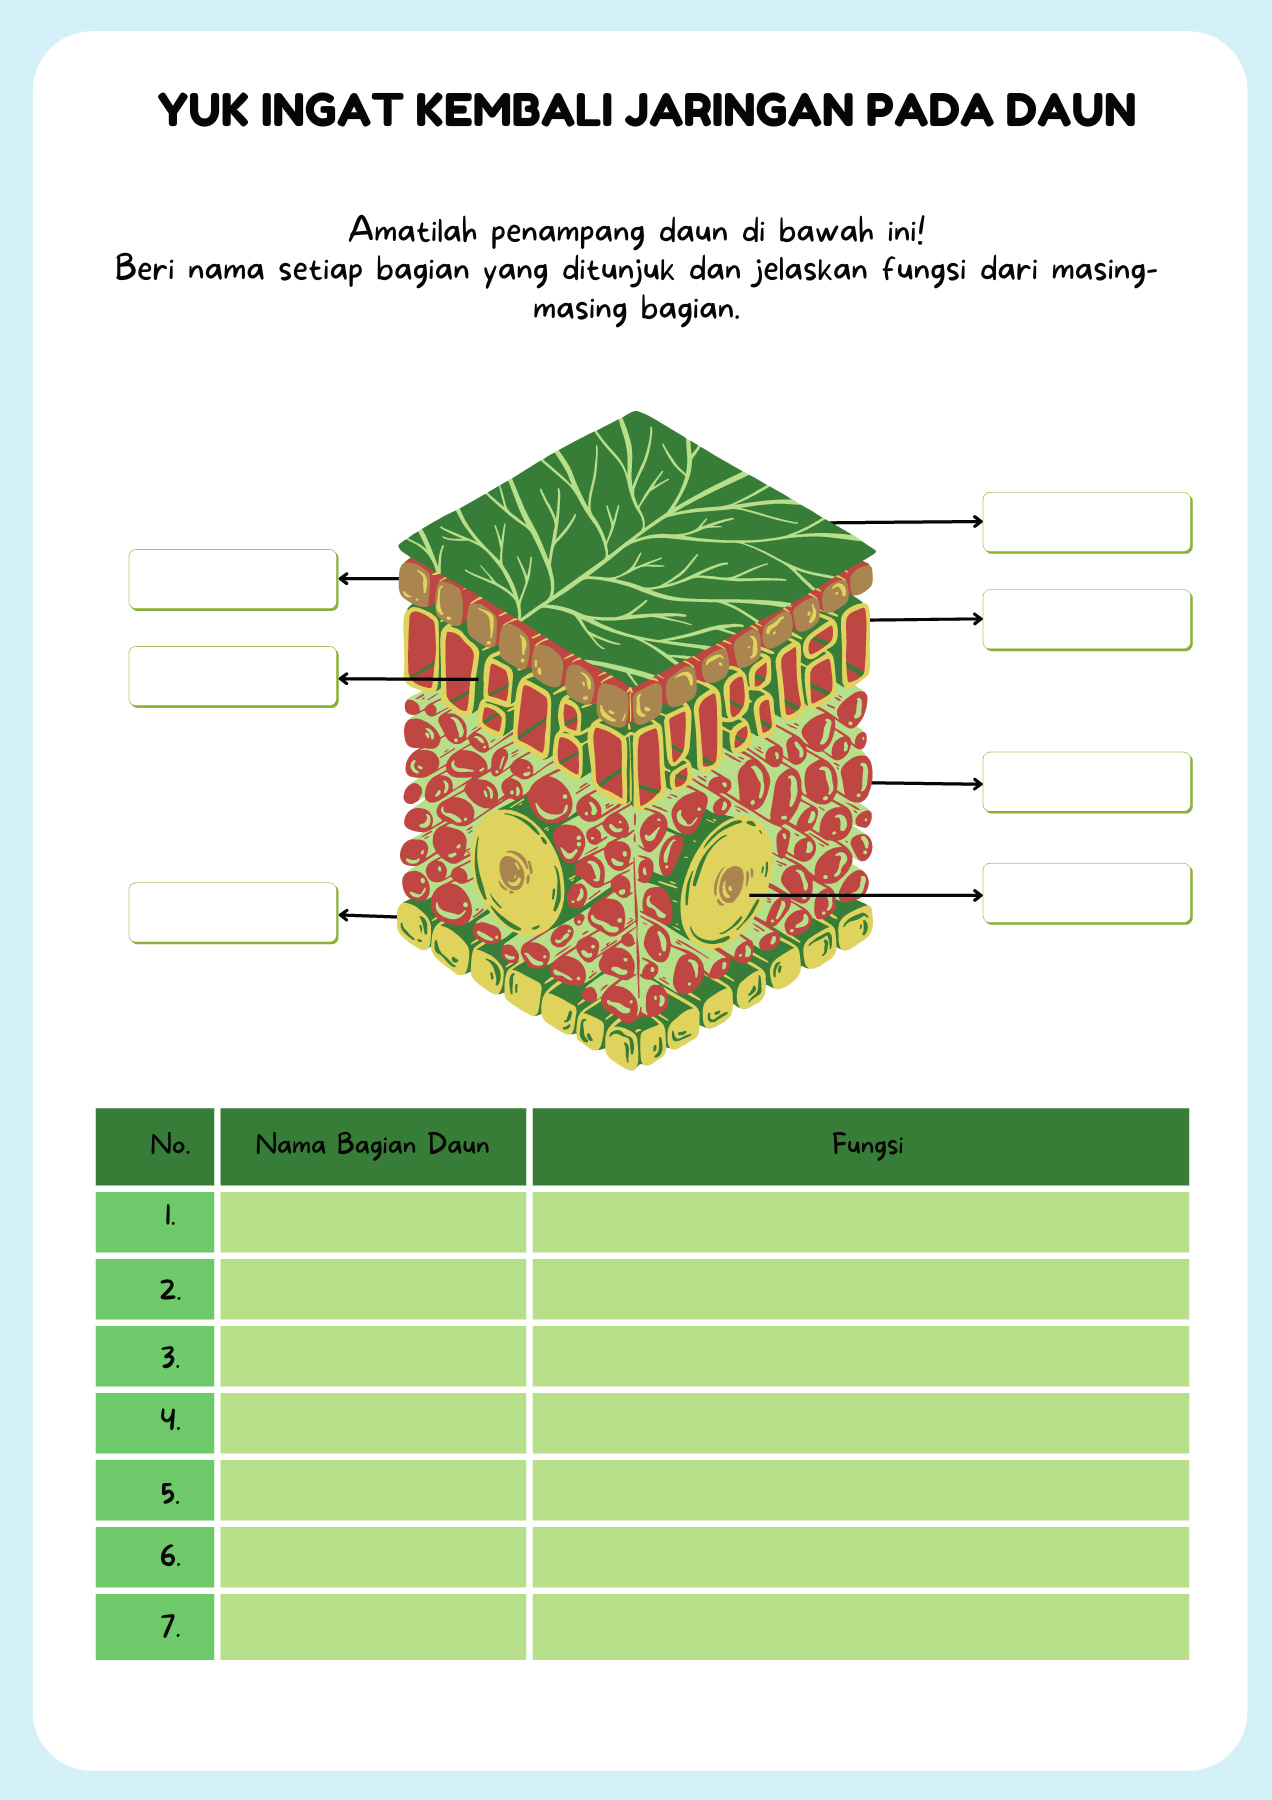 YUK INGAT KEMBALI JARINGAN PADA DAUN
Amatilah penampang daun di bawah ini!
Beri nama setiap bagian yang ditunjuk dan jelaskan fungsi dari masing-
masing bagian.
No. Nama Bagian Daun Fungsi
1.
2.
3.
4.
5.
6.
7.